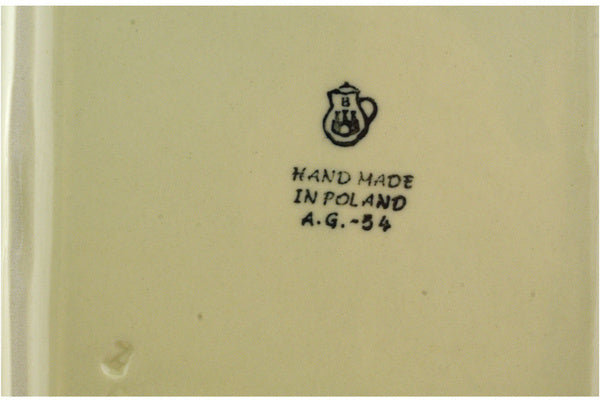 B
HAND MADE
IN POLAND
A.G.-54
Z